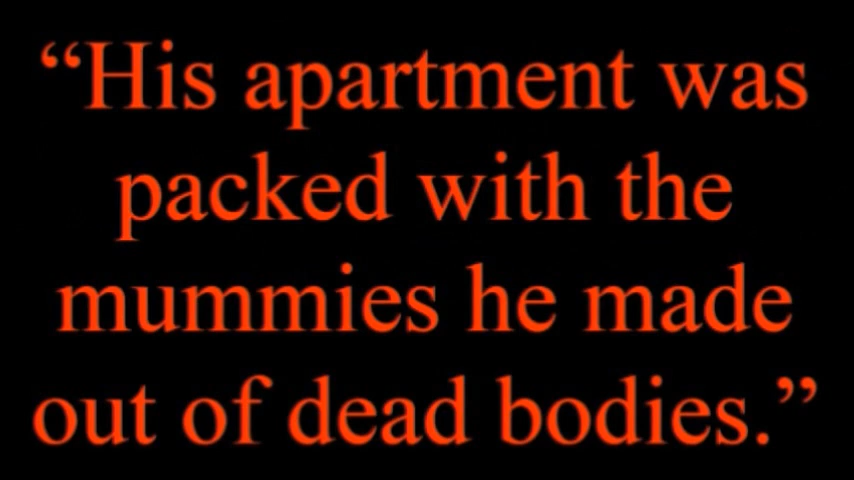 “His apartment was
packed with the
mummies he made
out of dead bodies.”